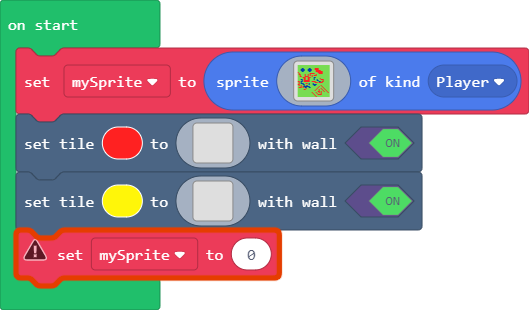 on start
set mySprite to sprite of kind Player
set tile to with wall ON
set tile to with wall ON
set mySprite to 0